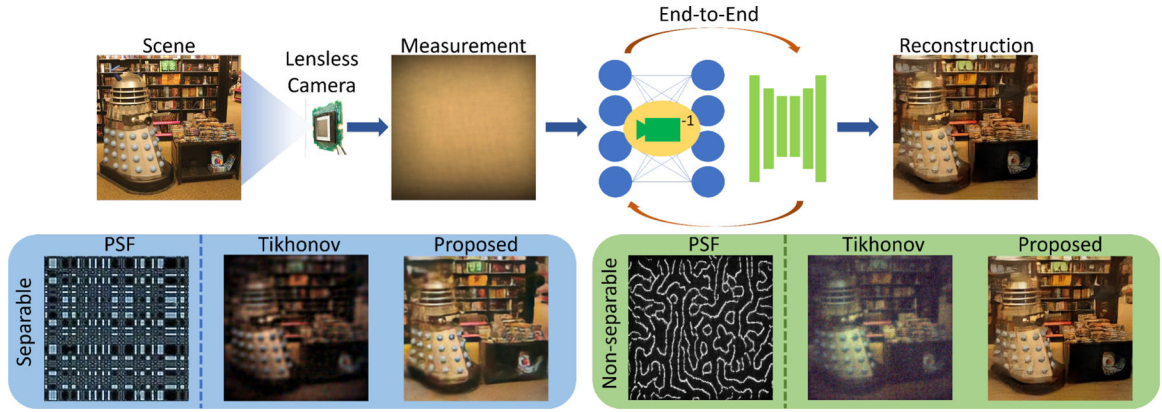 End-to-End
Scene
Lensless
Camera
Measurement
-1
Reconstruction
Separable
PSF
Tikhonov
Proposed
Non-separable
PSF
Tikhonov
Proposed